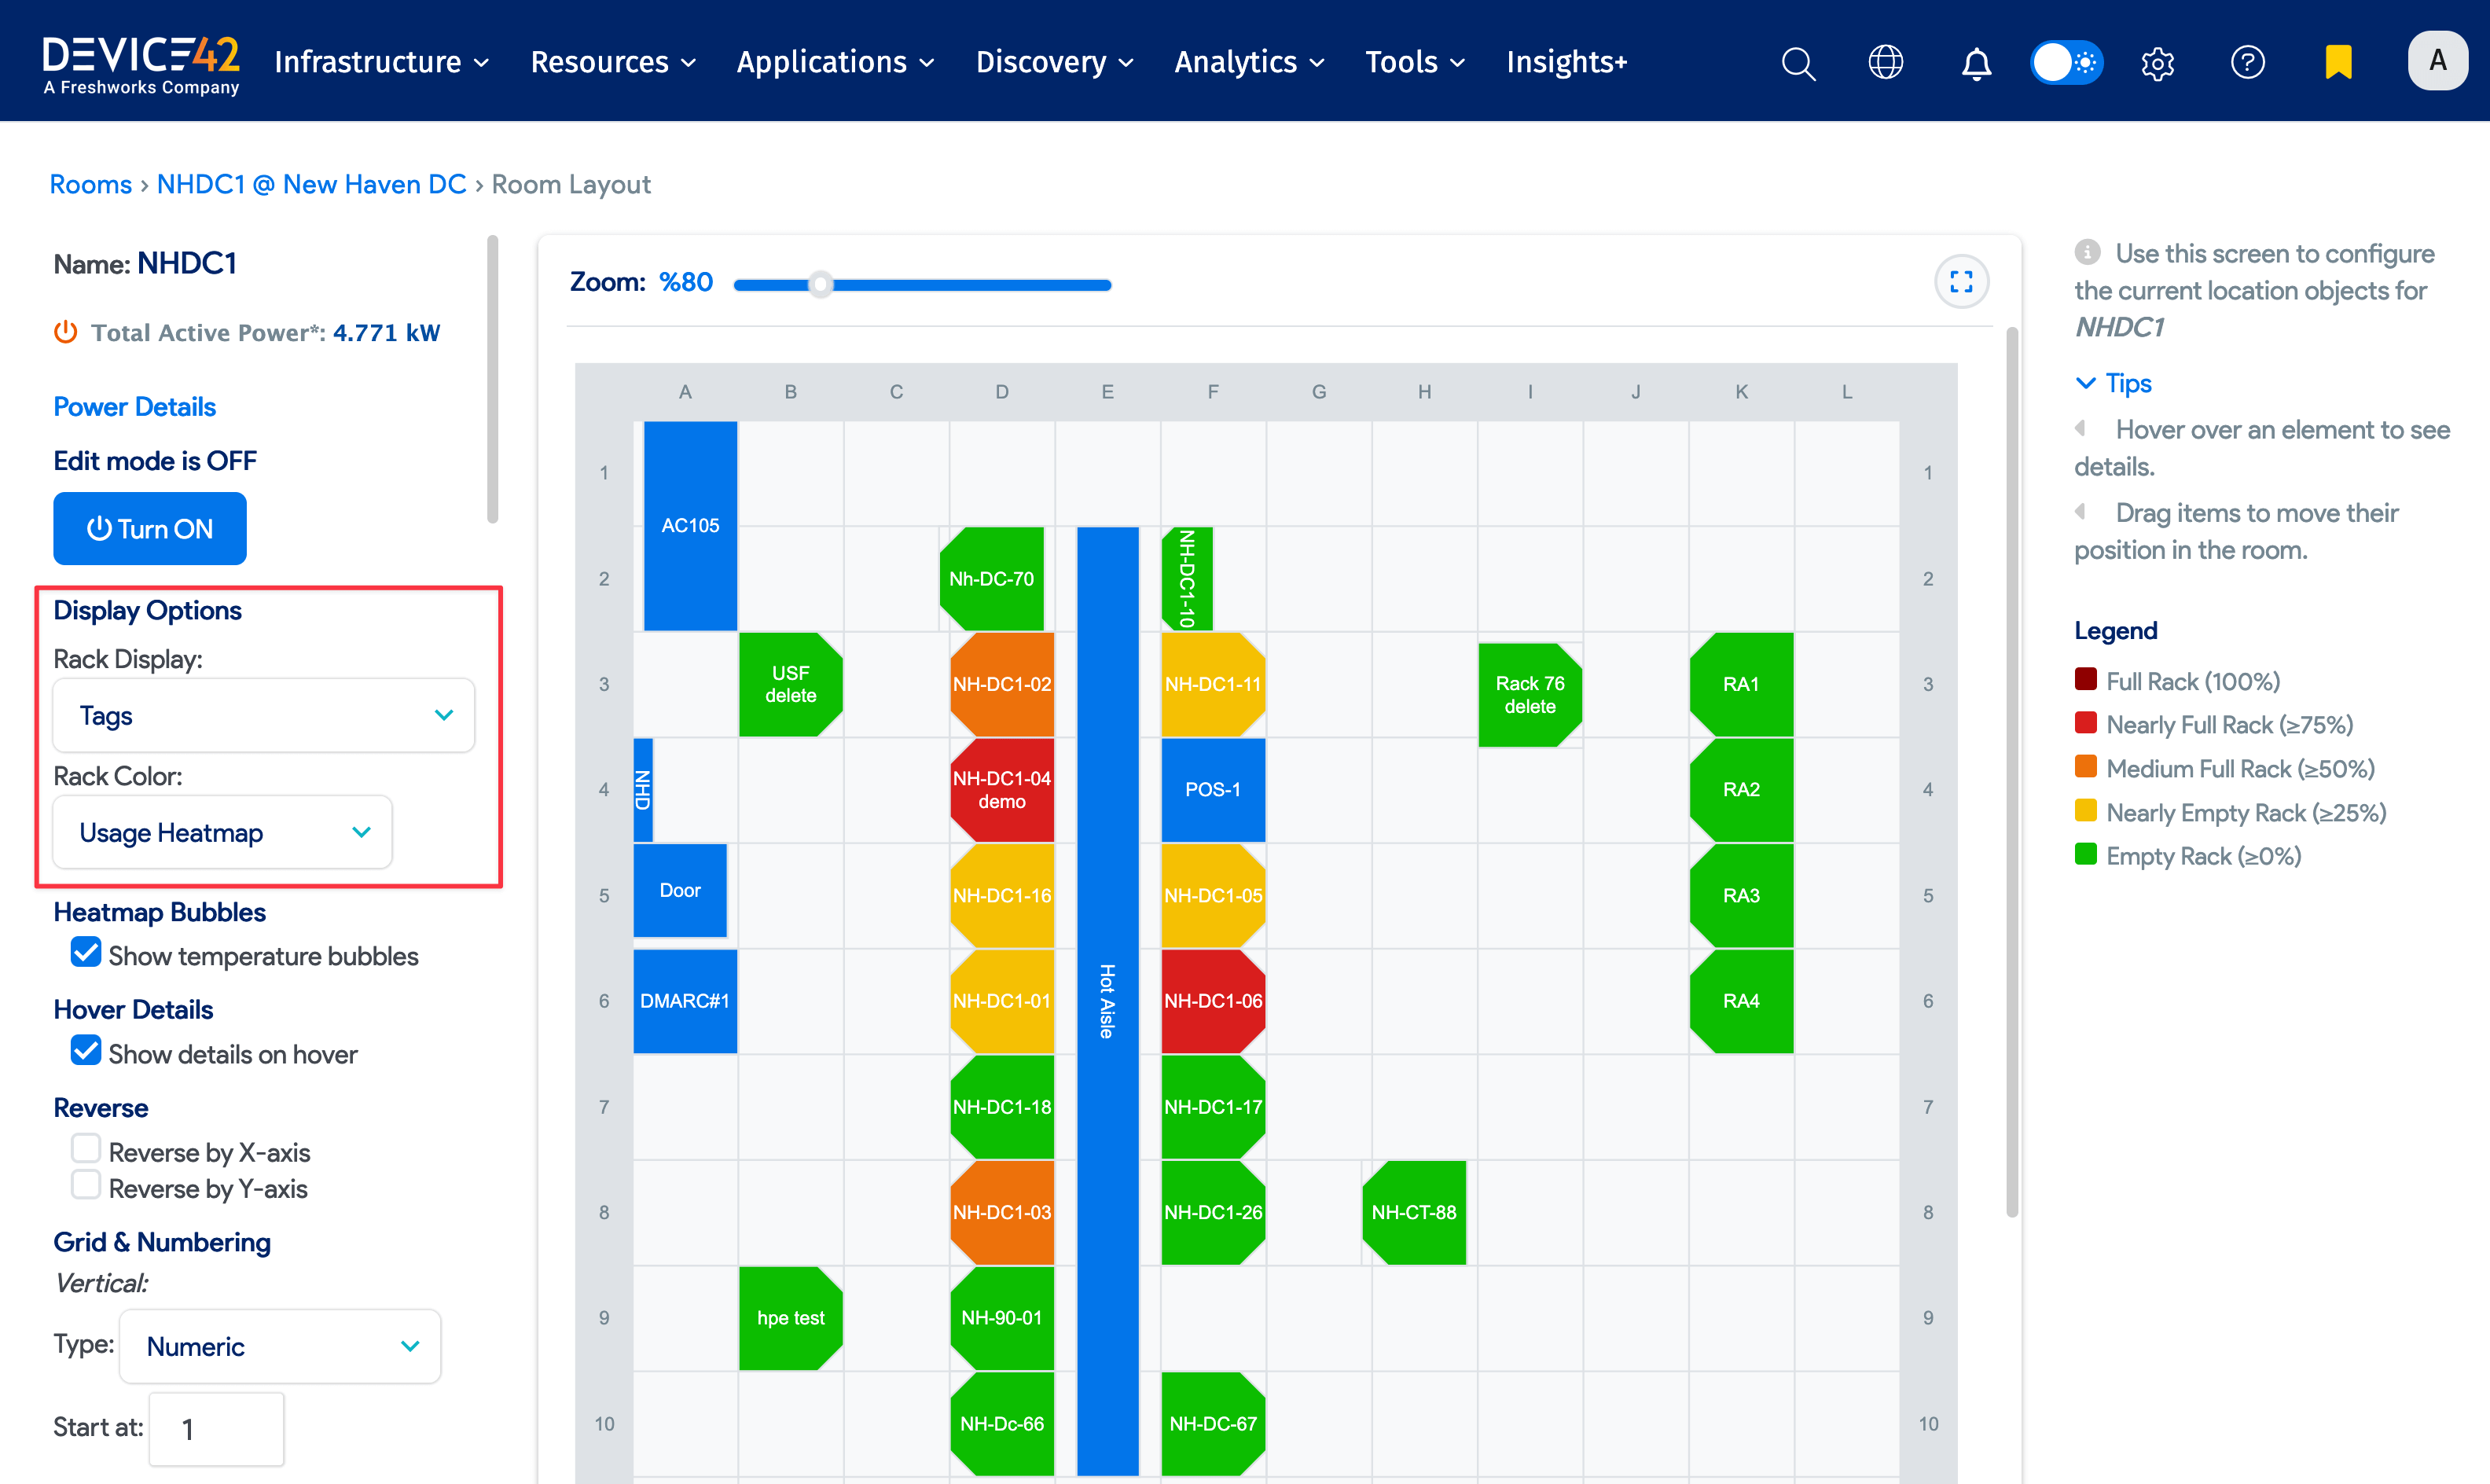 DEVICE42
A Freshworks Company
Infrastructure
Resources
Applications
Discovery
Analytics
Tools
Insights+
A
Rooms › NHDC1 @ New Haven DC › Room Layout
Name: NHDC1
Total Active Power*: 4.771 kW
Power Details
Edit mode is OFF
Turn ON
Display Options
Rack Display:
Tags
Rack Color:
Usage Heatmap
Heatmap Bubbles
Show temperature bubbles
Hover Details
Show details on hover
Reverse
Reverse by X-axis
Reverse by Y-axis
Grid & Numbering
Vertical:
Type: Numeric
Start at: 1
Zoom: %80
A B C D E F G H I J K L
1 1
AC105
2 Nh-DC-70 NH-DC1-10 2
3 USF
delete
NH-DC1-02 NH-DC1-11
Rack 76
delete
RA1 3
4 NHD
NH-DC1-04
demo
POS-1 RA2 4
5 Door NH-DC1-16 NH-DC1-05 RA3 5
6 DMARC#1 NH-DC1-01 Hot Aisle NH-DC1-06 RA4 6
7 NH-DC1-18 NH-DC1-17 7
8 NH-DC1-03 NH-DC1-26 NH-CT-88 8
9 hpe test NH-90-01 9
10 NH-Dc-66 NH-DC-67 10
Use this screen to configure
the current location objects for
NHDC1
Tips
Hover over an element to see
details.
Drag items to move their
position in the room.
Legend
Full Rack (100%)
Nearly Full Rack (≥75%)
Medium Full Rack (≥50%)
Nearly Empty Rack (≥25%)
Empty Rack (≥0%)